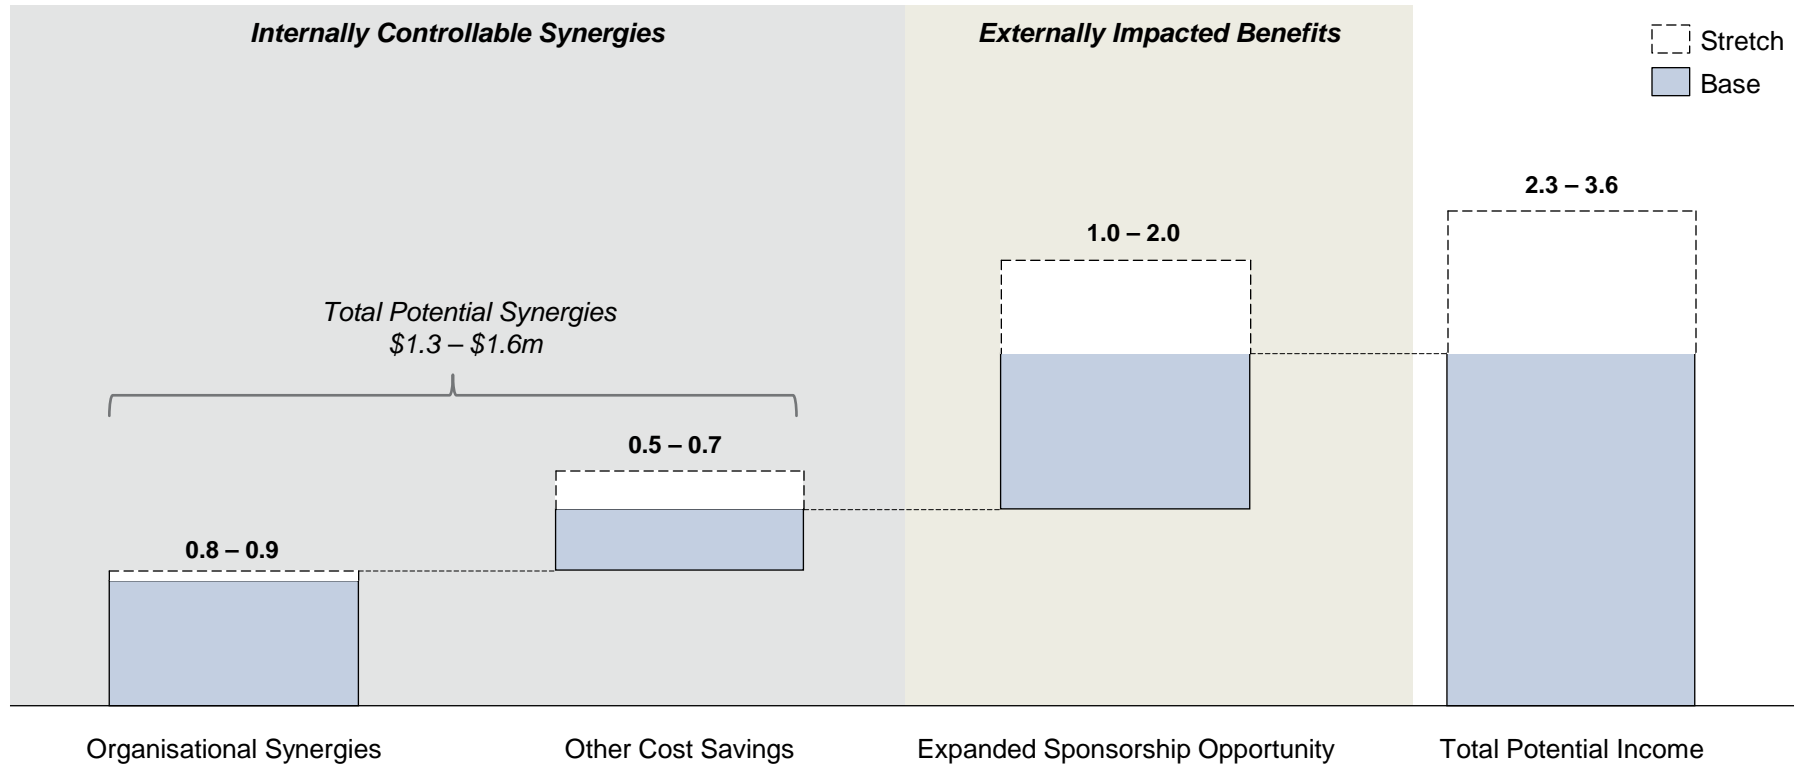 Internally Controllable Synergies
Externally Impacted Benefits
Stretch
Base
2.3 – 3.6
1.0 – 2.0
Total Potential Synergies
$1.3 – $1.6m
0.5 – 0.7
0.8 – 0.9
Organisational Synergies
Other Cost Savings
Expanded Sponsorship Opportunity
Total Potential Income